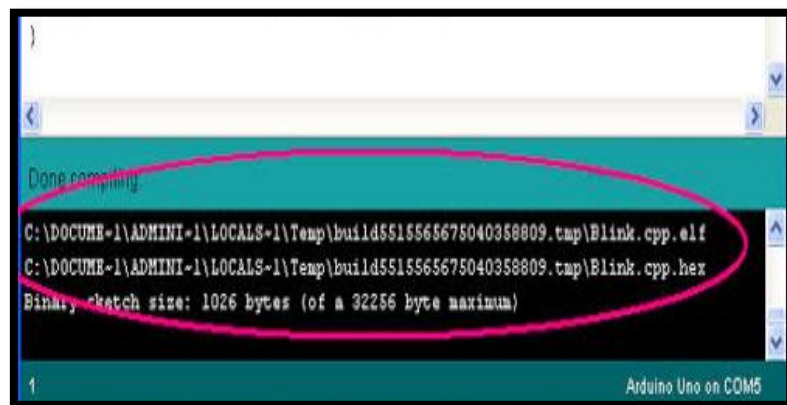 }
Done compiling.
C:\DOCUME~1\ADMINI~1\LOCALS~1\Temp\build5515565675040358809.tmp\Blink.cpp.elf
C:\DOCUME~1\ADMINI~1\LOCALS~1\Temp\build5515565675040358809.tmp\Blink.cpp.hex
Binary sketch size: 1026 bytes (of a 32256 byte maximum)
1 Arduino Uno on COM5